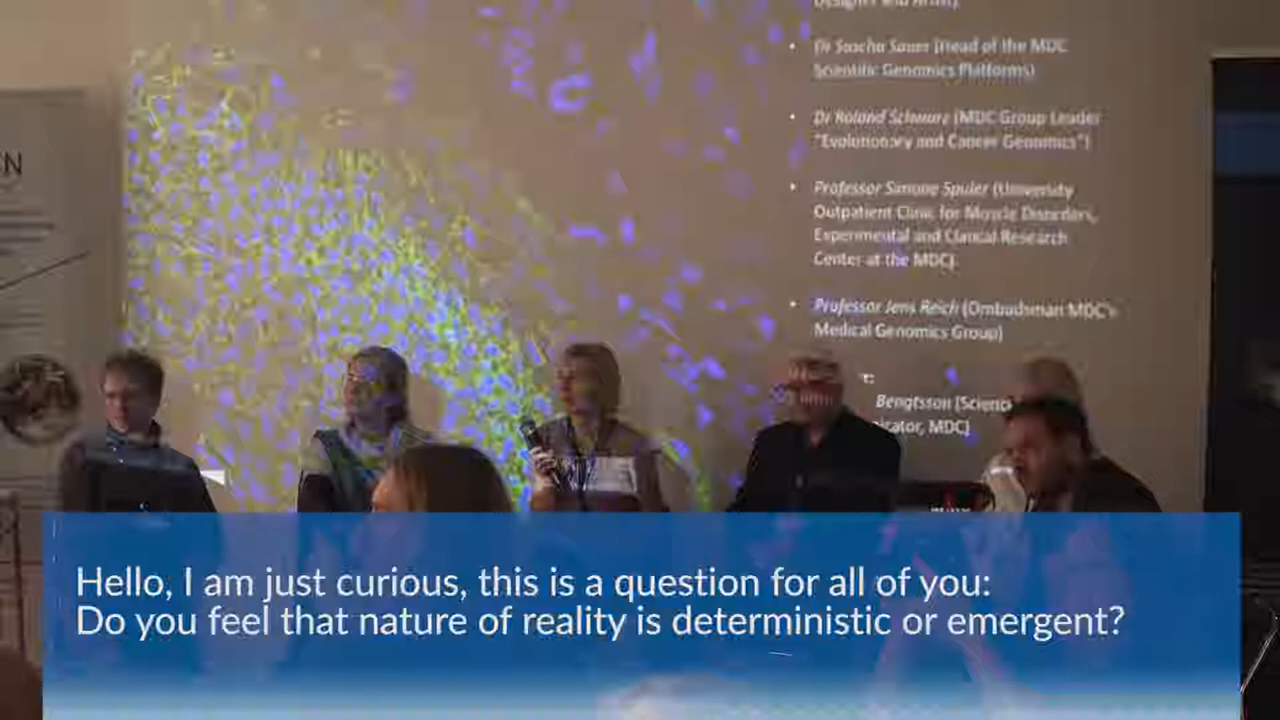 N
• Dr Sascha Sauer (Head of the MDC
Scientific Genomics Platforms)
• Dr Roland Schwarz (MDC Group Leader
"Evolutionary and Cancer Genomics")
• Professor Simone Spuler (University
Outpatient Clinic for Muscle Disorders,
Experimental and Clinical Research
Center at the MDC)
• Professor Jens Reich (Ombudsman MDC's
Medical Genomics Group)
Bengtsson (Scienc
icator, MDC)
Hello, I am just curious, this is a question for all of you:
Do you feel that nature of reality is deterministic or emergent?